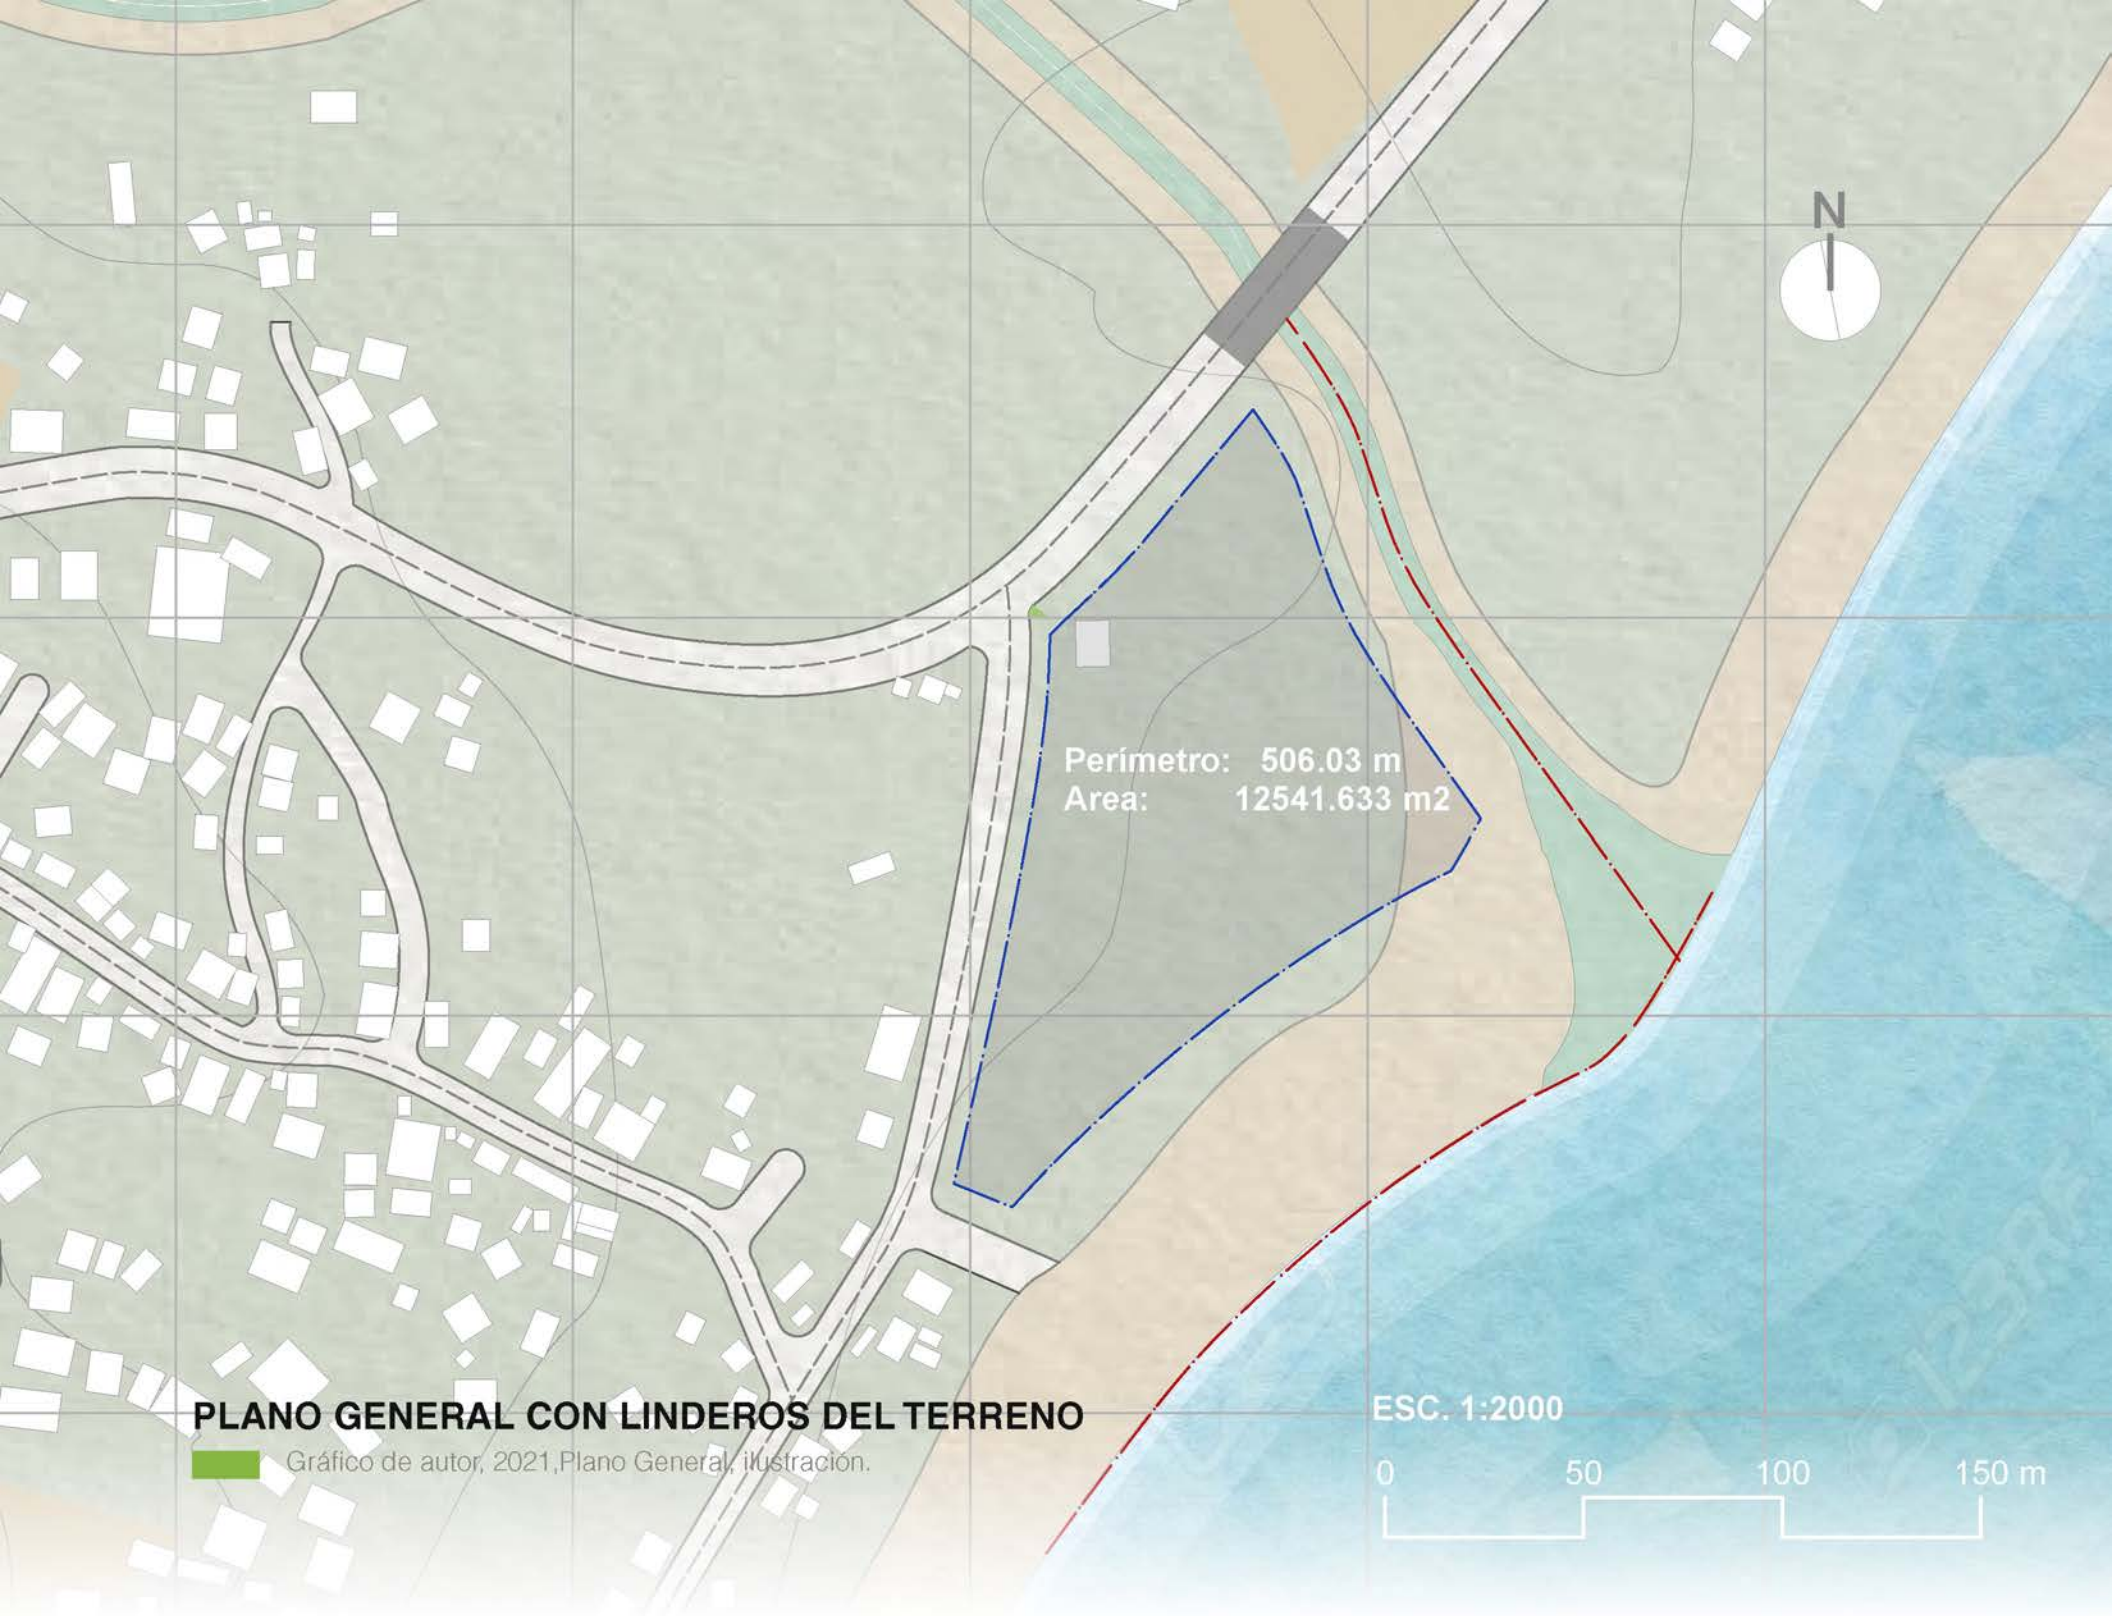 N
Perímetro: 506.03 m
Area: 12541.633 m2
PLANO GENERAL CON LINDEROS DEL TERRENO
Gráfico de autor, 2021,Plano General, ilustración.
ESC. 1:2000
0 50 100 150 m
123RF